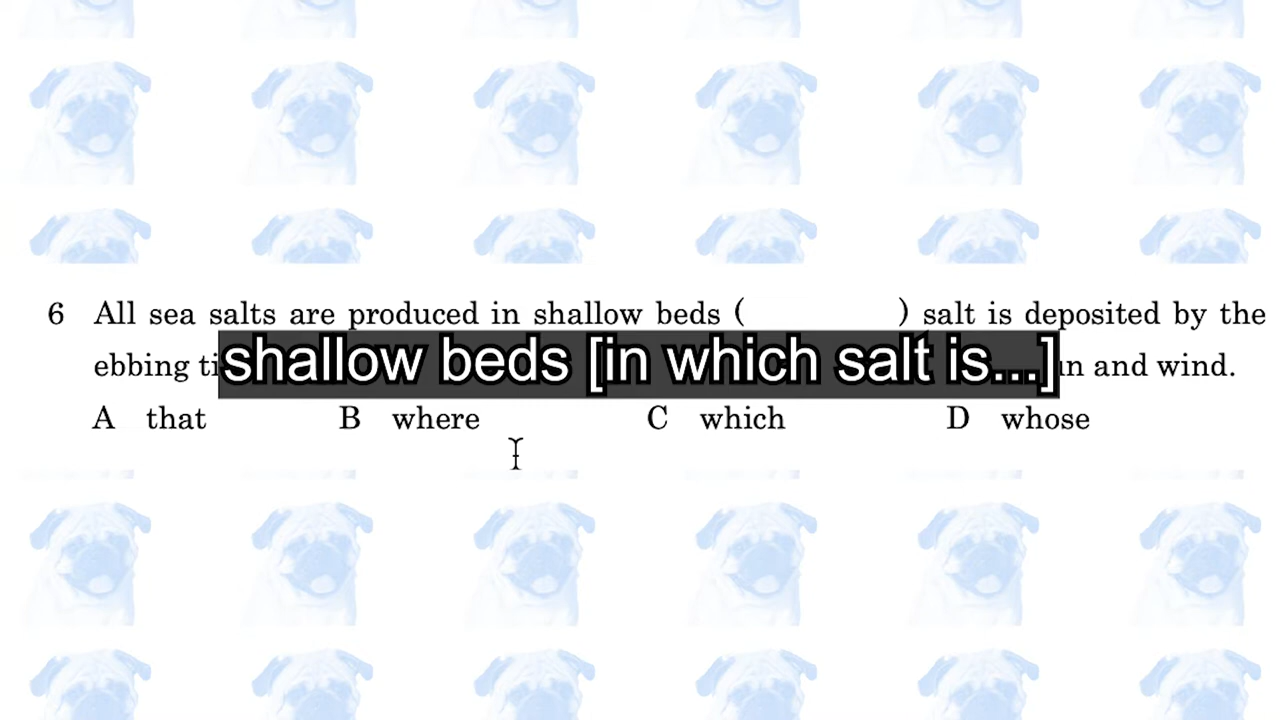 6 All sea salts are produced in shallow beds ( ) salt is deposited by the
ebbing
shallow beds [in which salt is...]
and wind.
A that B where C which D whose